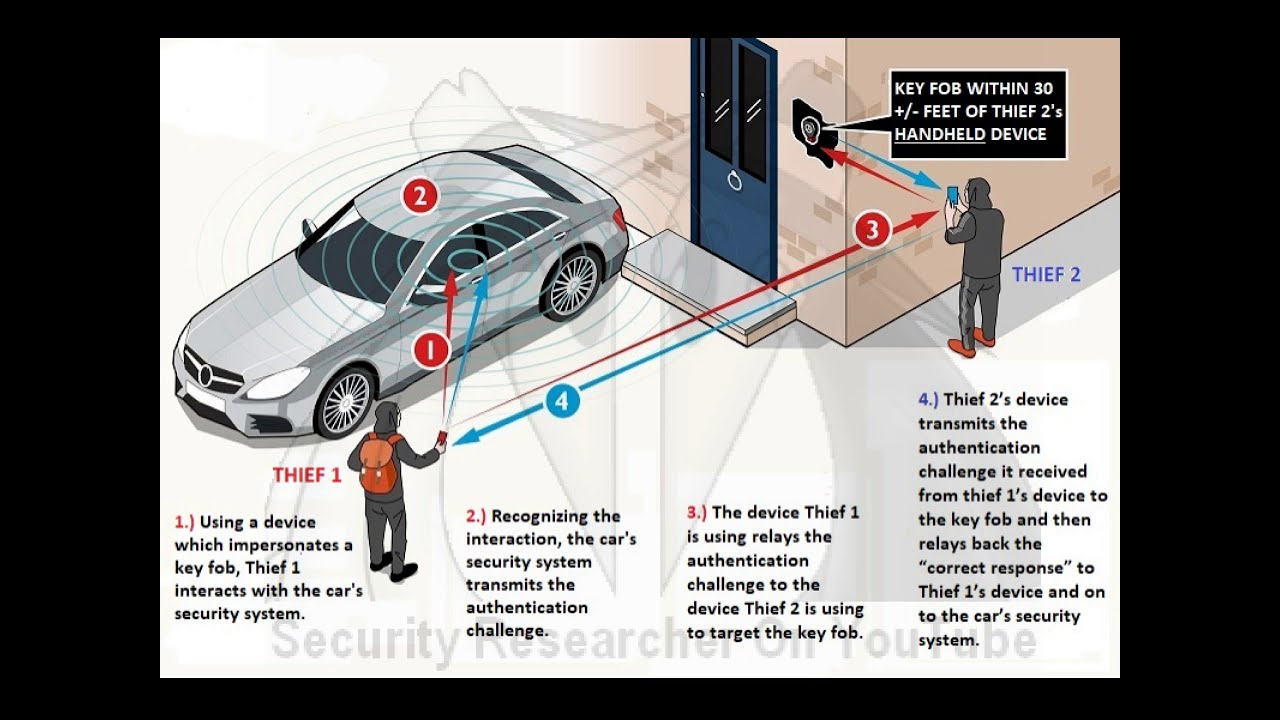 KEY FOB WITHIN 30
+/- FEET OF THIEF 2's
HANDHELD DEVICE
2
3
THIEF 2
1
4
THIEF 1
1.) Using a device
which impersonates a
key fob, Thief 1
interacts with the car's
security system.
2.) Recognizing the
interaction, the car's
security system
transmits the
authentication
challenge.
3.) The device Thief 1
is using relays the
authentication
challenge to the
device Thief 2 is using
to target the key fob.
4.) Thief 2’s device
transmits the
authentication
challenge it received
from thief 1’s device to
the key fob and then
relays back the
“correct response” to
Thief 1’s device and on
to the car’s security
system.
Security Researcher On YouTube